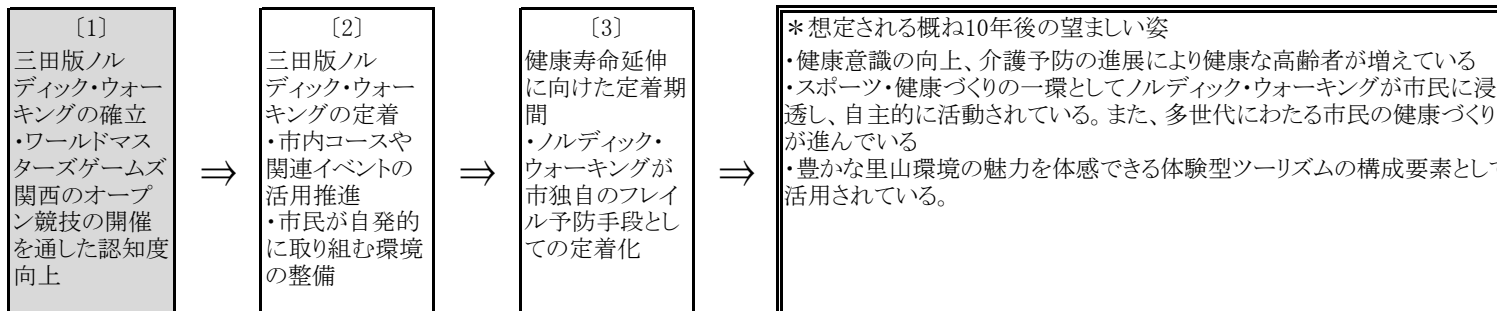 〔1〕
三田版ノル
ディック・ウォー
キングの確立
・ワールドマス
ターズゲームズ
関西のオープ
ン競技の開催
を通した認知度
向上
⇒
〔2〕
三田版ノル
ディック・ウォー
キングの定着
・市内コースや
関連イベントの
活用推進
・市民が自発的
に取り組む環境
の整備
⇒
〔3〕
健康寿命延伸
に向けた定着期
間
・ノルディック・
ウォーキングが
市独自のフレイ
ル予防手段とし
ての定着化
⇒
＊想定される概ね10年後の望ましい姿
・健康意識の向上、介護予防の進展により健康な高齢者が増えている
・スポーツ・健康づくりの一環としてノルディック・ウォーキングが市民に浸
透し、自主的に活動されている。また、多世代にわたる市民の健康づくり
が進んでいる
・豊かな里山環境の魅力を体感できる体験型ツーリズムの構成要素として
活用されている。